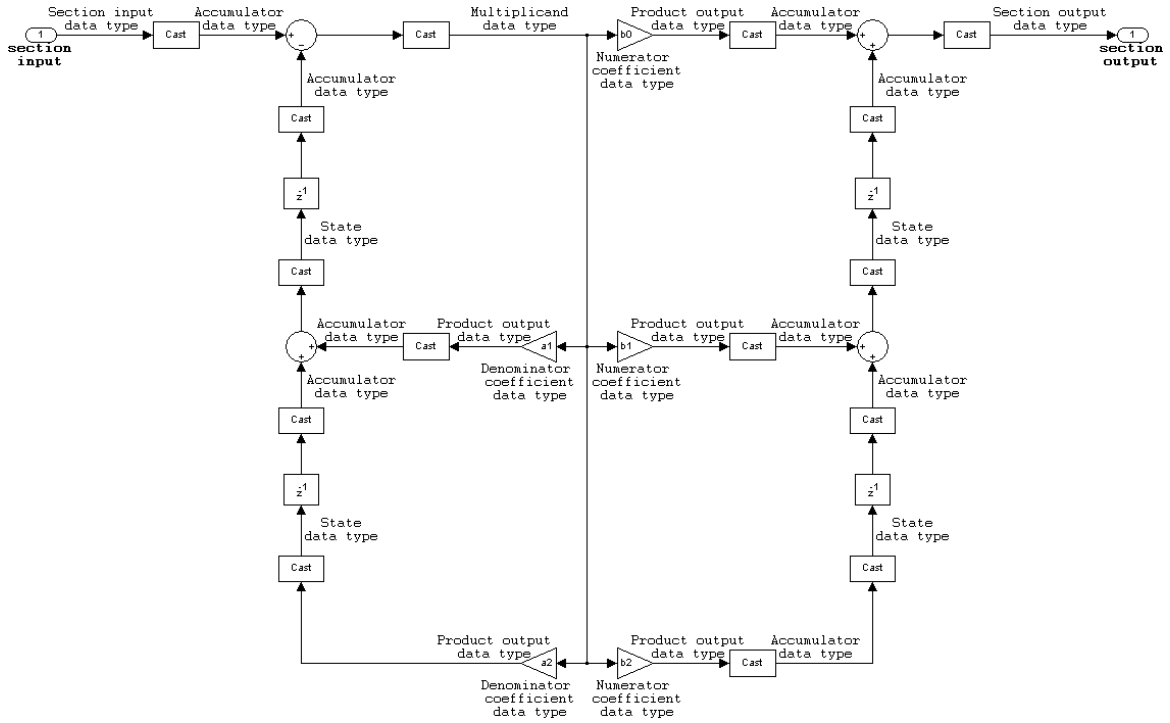 Section input
data type
Accumulator
data type
Multiplicand
data type
Product output
data type
Accumulator
data type
Section output
data type
1
section
input
Cast
+
−
Cast
b0
Cast
+
+
Cast
1
section
output
Numerator
coefficient
data type
Accumulator
data type
Accumulator
data type
Cast
Cast
z-1
z-1
State
data type
State
data type
Cast
Cast
Accumulator
data type
Product output
data type
Product output
data type
Accumulator
data type
+
+
Cast
a1
b1
Cast
+
+
Denominator
coefficient
data type
Numerator
coefficient
data type
Accumulator
data type
Accumulator
data type
Cast
Cast
z-1
z-1
State
data type
State
data type
Cast
Cast
Product output
data type
Product output
data type
Accumulator
data type
a2
b2
Cast
Denominator
coefficient
data type
Numerator
coefficient
data type